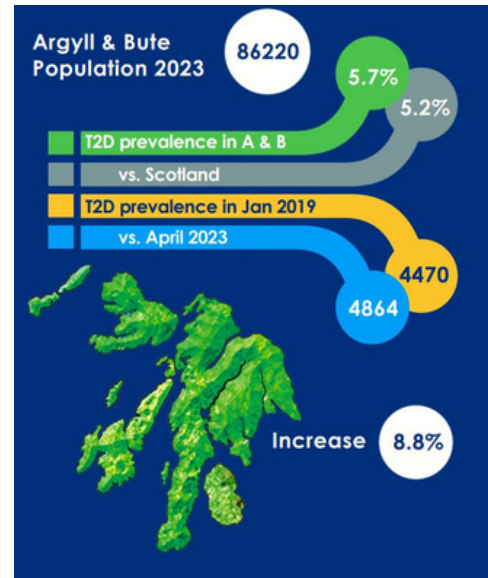 Argyll & Bute
Population 2023
86220
5.7%
5.2%
T2D prevalence in A & B
vs. Scotland
T2D prevalence in Jan 2019
vs. April 2023
4470
4864
Increase
8.8%